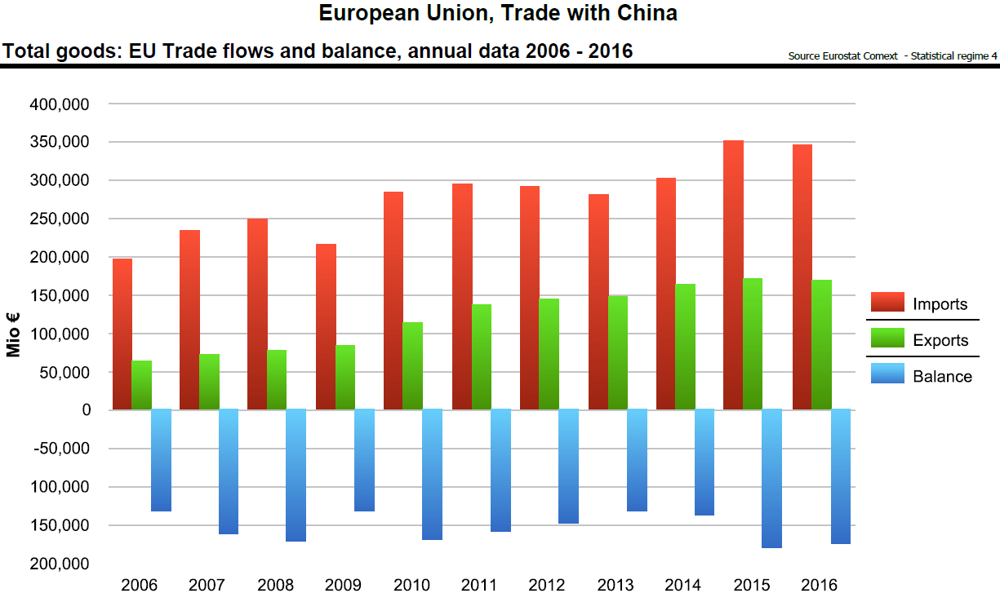 European Union, Trade with China
Total goods: EU Trade flows and balance, annual data 2006 - 2016
Source Eurostat Comext - Statistical regime 4
400,000
350,000
300,000
250,000
200,000
150,000
100,000
50,000
0
-50,000
100,000
150,000
200,000
Mio €
2006 2007 2008 2009 2010 2011 2012 2013 2014 2015 2016
Imports
Exports
Balance